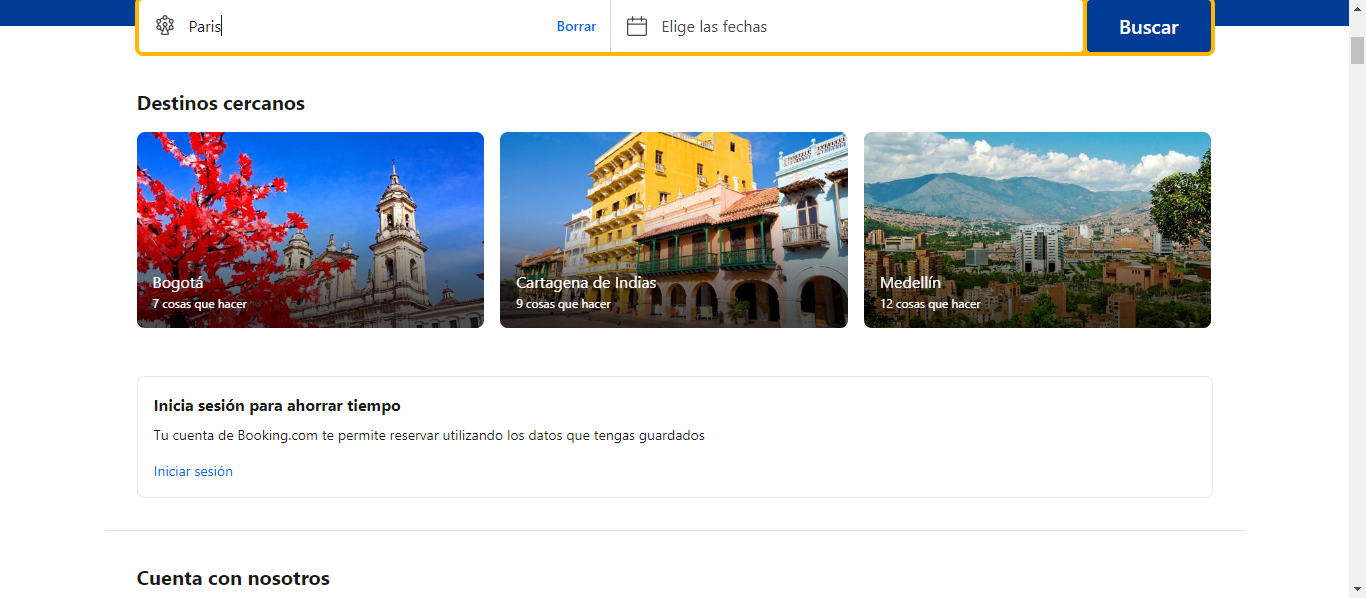 Paris
Borrar
Elige las fechas
Buscar
Destinos cercanos
Bogotá
7 cosas que hacer
Cartagena de Indias
9 cosas que hacer
Medellín
12 cosas que hacer
Inicia sesión para ahorrar tiempo
Tu cuenta de Booking.com te permite reservar utilizando los datos que tengas guardados
Iniciar sesión
Cuenta con nosotros